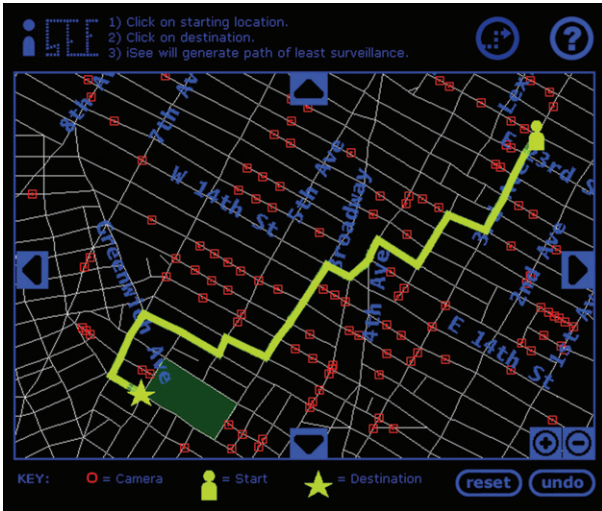 iSEE
1) Click on starting location.
2) Click on destination.
3) iSee will generate path of least surveillance.
?
8th Av
7th Av
Lex
E 23rd S
W 14th St
5th Ave
Broadway
3rd Ave
Greenwich Ave
2nd Ave
4th Ave
1st Av
E 14th St
KEY:
= Camera
= Start
= Destination
reset
undo